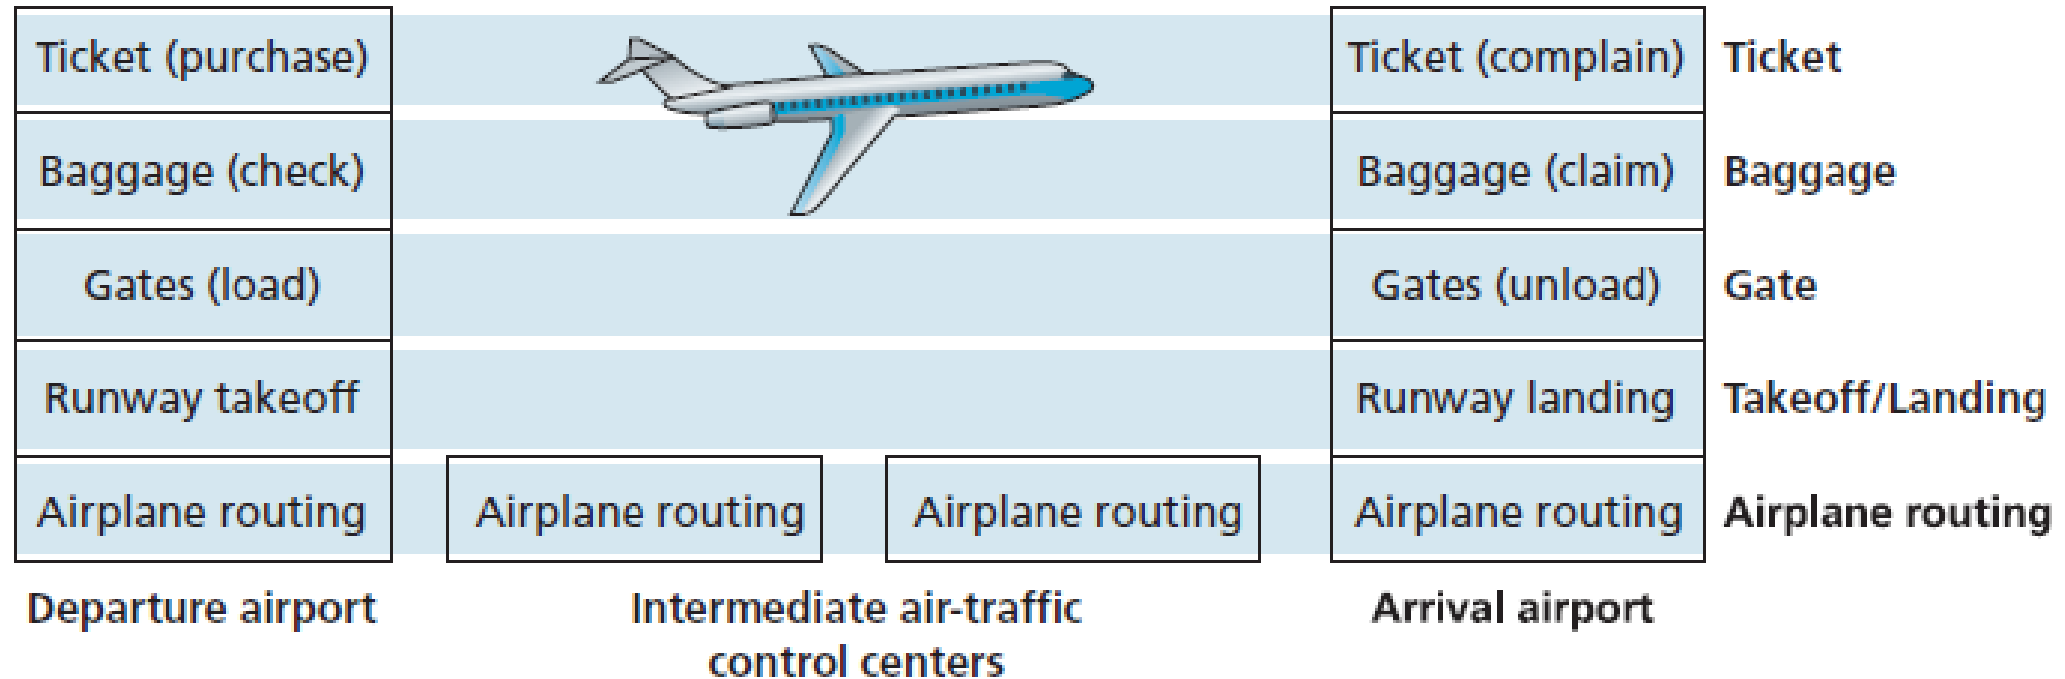 Ticket (purchase)
Ticket (complain)
Ticket
Baggage (check)
Baggage (claim)
Baggage
Gates (load)
Gates (unload)
Gate
Runway takeoff
Runway landing
Takeoff/Landing
Airplane routing
Airplane routing
Airplane routing
Airplane routing
Airplane routing
Departure airport
Intermediate air-traffic
control centers
Arrival airport